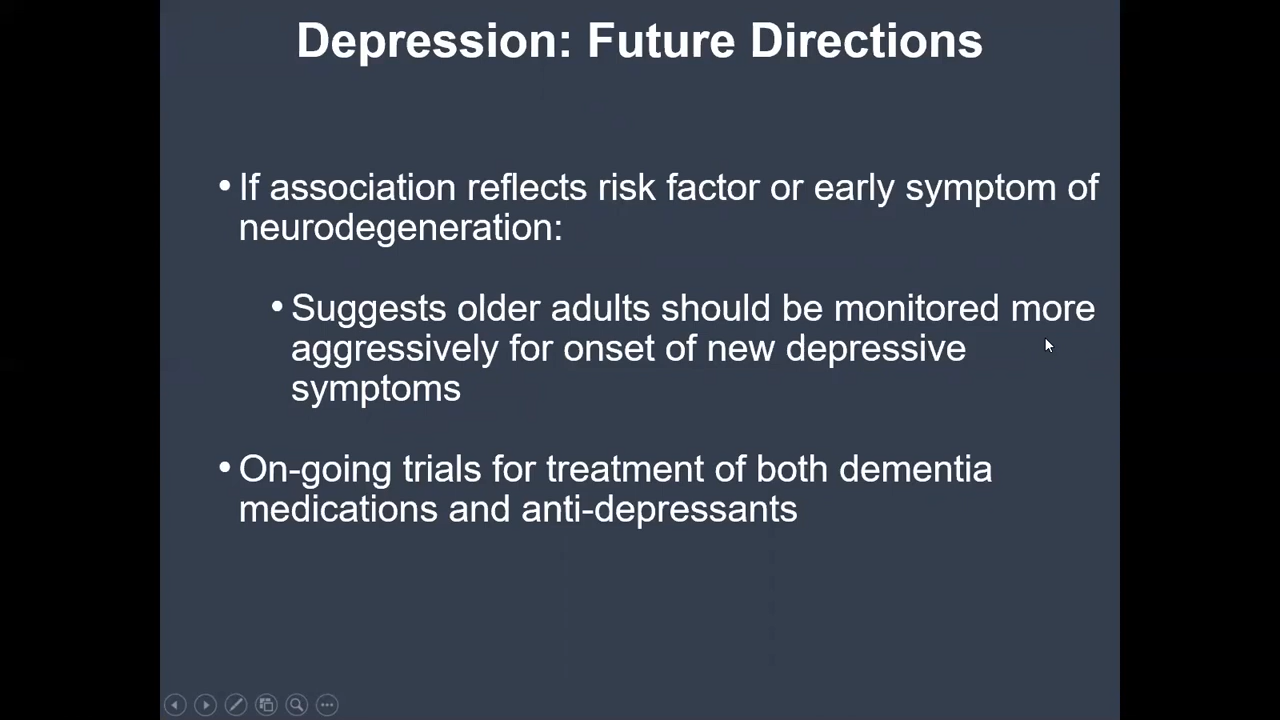 Depression: Future Directions
• If association reflects risk factor or early symptom of
neurodegeneration:
• Suggests older adults should be monitored more
aggressively for onset of new depressive
symptoms
• On-going trials for treatment of both dementia
medications and anti-depressants